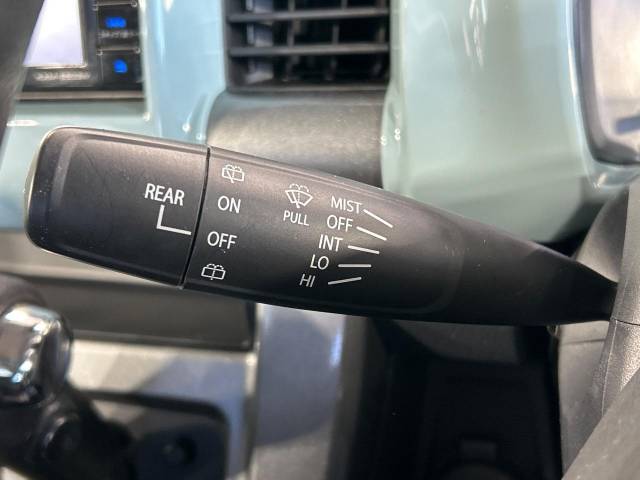 REAR
ON
OFF
PULL
MIST
OFF
INT
LO
HI